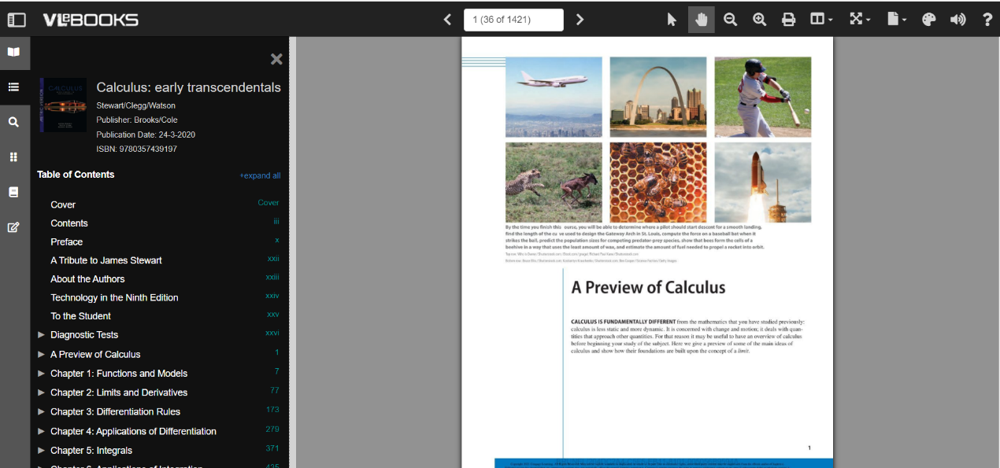 VLeBOOKS
1 (36 of 1421)
?
Calculus: early transcendentals
Stewart/Clegg/Watson
Publisher: Brooks/Cole
Publication Date: 24-3-2020
ISBN: 9780357439197
CALCULUS
Table of Contents
+expand all
Cover Cover
Contents iii
Preface x
A Tribute to James Stewart xxii
About the Authors xxiii
Technology in the Ninth Edition xxiv
To the Student xxv
Diagnostic Tests xxvi
A Preview of Calculus 1
Chapter 1: Functions and Models 7
Chapter 2: Limits and Derivatives 77
Chapter 3: Differentiation Rules 173
Chapter 4: Applications of Differentiation 279
Chapter 5: Integrals 371
Chapter 6: Applications of Integration 435
By the time you finish this ourse, you will be able to determine where a pilot should start descent for a smooth landing,
find the length of the cu ve used to design the Gateway Arch in St. Louis, compute the force on a baseball bat when it
strikes the ball, predict the population sizes for competing predator-prey species, show that bees form the cells of a
beehive in a way that uses the least amount of wax, and estimate the amount of fuel needed to propel a rocket into orbit.
A Preview of Calculus
CALCULUS IS FUNDAMENTALLY DIFFERENT from the mathematics that you have studied previously:
calculus is less static and more dynamic. It is concerned with change and motion; it deals with quan-
tities that approach other quantities. For that reason it may be useful to have an overview of calculus
before beginning your study of the subject. Here we give a preview of some of the main ideas of
calculus and show how their foundations are built upon the concept of a limit.
1